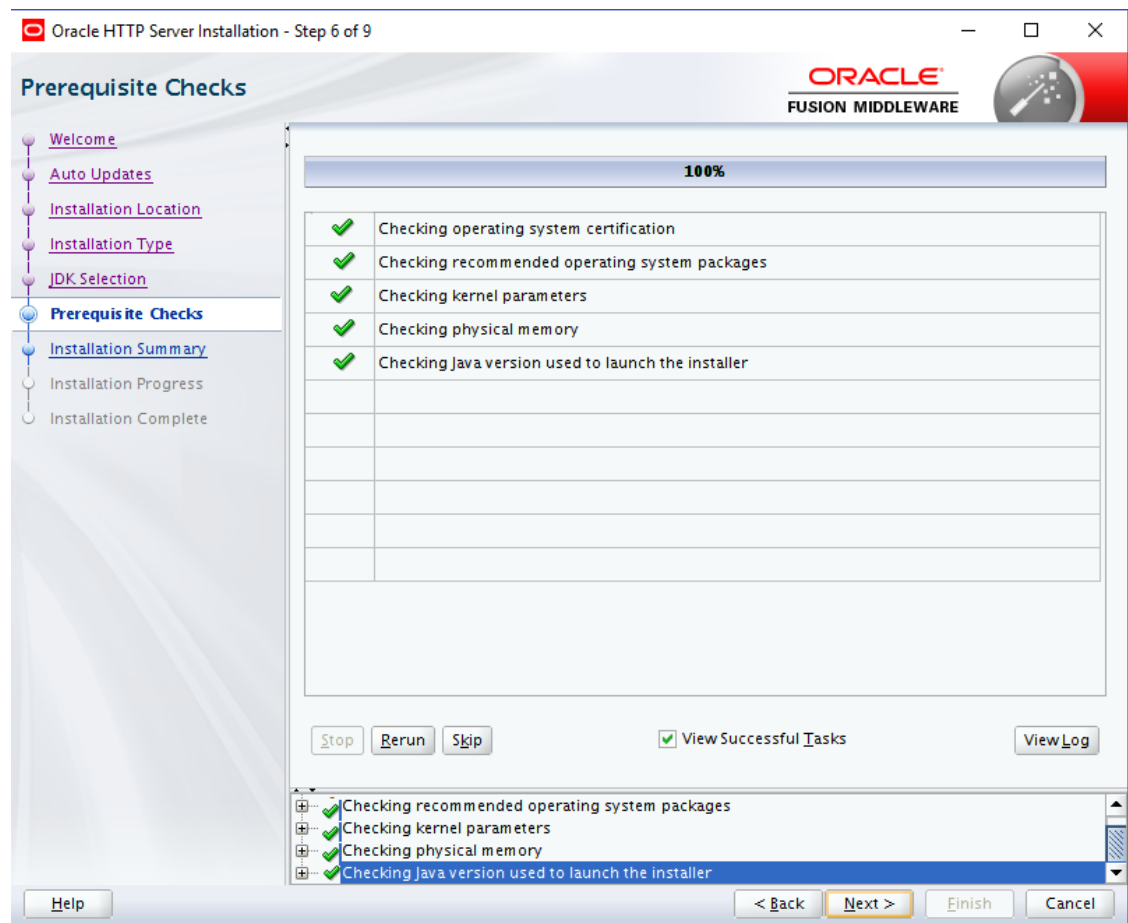 Oracle HTTP Server Installation - Step 6 of 9
Prerequisite Checks
ORACLE
FUSION MIDDLEWARE
Welcome
Auto Updates
Installation Location
Installation Type
JDK Selection
Prerequisite Checks
Installation Summary
Installation Progress
Installation Complete
100%
Checking operating system certification
Checking recommended operating system packages
Checking kernel parameters
Checking physical memory
Checking Java version used to launch the installer
Stop Rerun Skip View Successful Tasks View Log
Checking recommended operating system packages
Checking kernel parameters
Checking physical memory
Checking Java version used to launch the installer
Help < Back Next > Finish Cancel